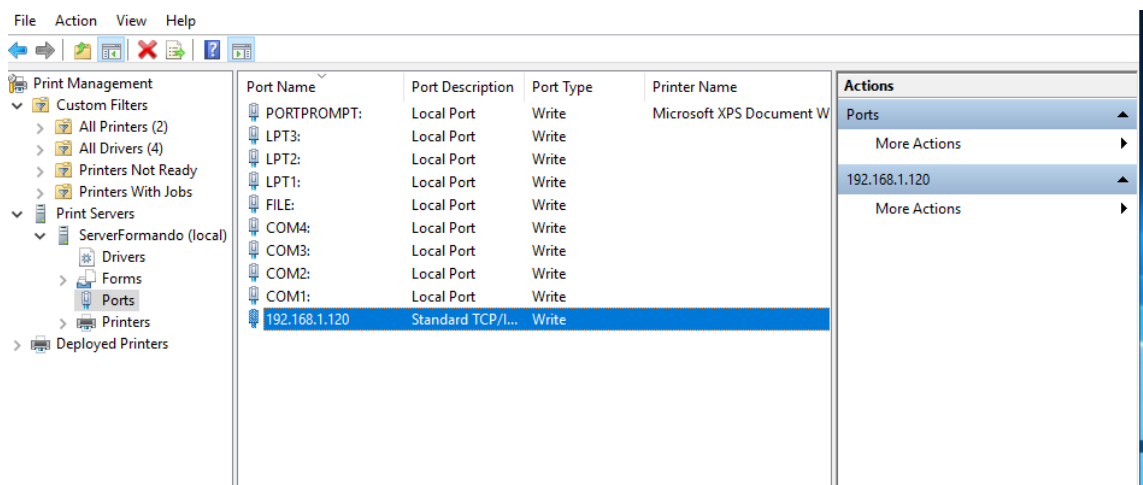 File Action View Help
Print Management
Custom Filters
All Printers (2)
All Drivers (4)
Printers Not Ready
Printers With Jobs
Print Servers
ServerFormando (local)
Drivers
Forms
Ports
Printers
Deployed Printers
Port Name Port Description Port Type Printer Name
PORTPROMPT: Local Port Write Microsoft XPS Document W
LPT3: Local Port Write
LPT2: Local Port Write
LPT1: Local Port Write
FILE: Local Port Write
COM4: Local Port Write
COM3: Local Port Write
COM2: Local Port Write
COM1: Local Port Write
192.168.1.120 Standard TCP/I... Write
Actions
Ports
More Actions
192.168.1.120
More Actions